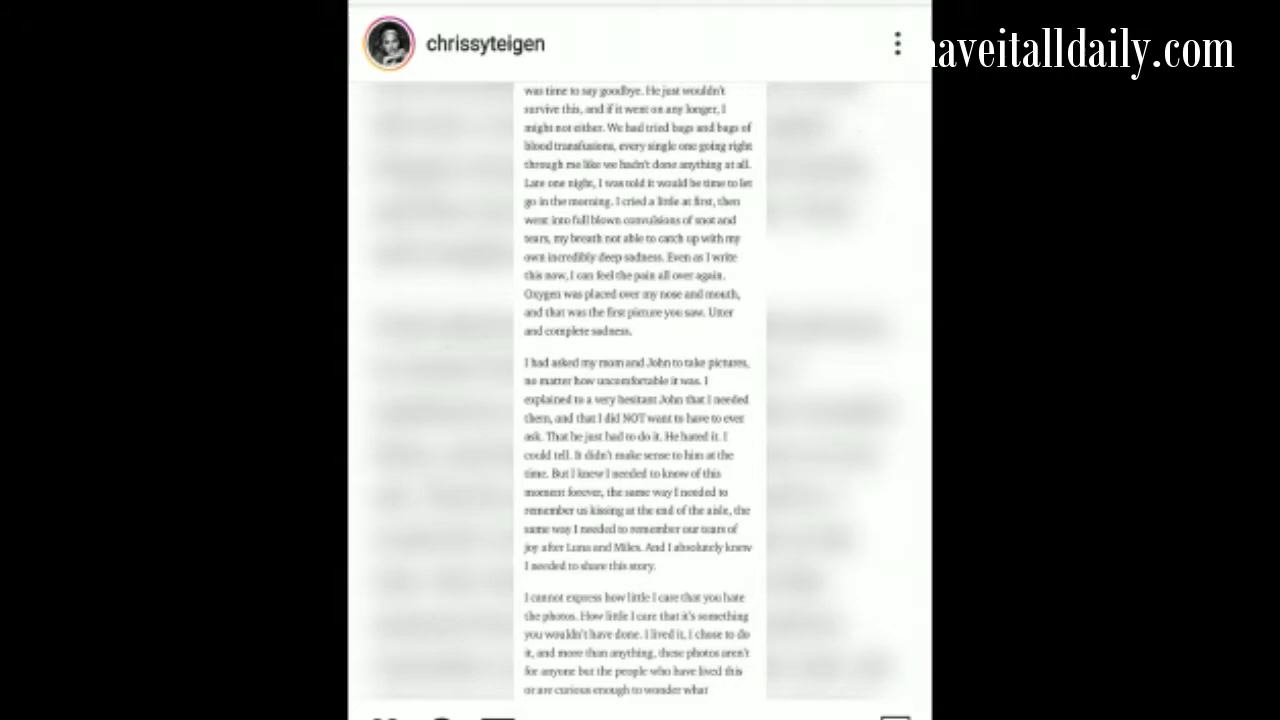 chrissyteigen
aveitalldaily.com
was time to say goodbye. He just wouldn't
survive this, and if it went on any longer, I
might not either. We had tried bags and bags of
blood transfusions, every single one going right
through me like we hadn't done anything at all.
Late one night, I was told it would be time to let
go in the morning. I cried a little at first, then
went into full blown convulsions of snot and
tears, my breath not able to catch up with my
own incredibly deep sadness. Even as I write
this now, I can feel the pain all over again.
Oxygen was placed over my nose and mouth,
and that was the first picture you saw. Utter
and complete sadness.
I had asked my mom and John to take pictures,
no matter how uncomfortable it was. I
explained to a very hesitant John that I needed
them, and that I did NOT want to have to ever
ask. That he just had to do it. He hated it. I
could tell. It didn't make sense to him at the
time. But I knew I needed to know of this
moment forever, the same way I needed to
remember us kissing at the end of the aisle, the
same way I needed to remember our tears of
joy after Luna and Miles. And I absolutely knew
I needed to share this story.
I cannot express how little I care that you hate
the photos. How little I care that it's something
you wouldn't have done. I lived it, I chose to do
it, and more than anything, these photos aren't
for anyone but the people who have lived this
or are curious enough to wonder what